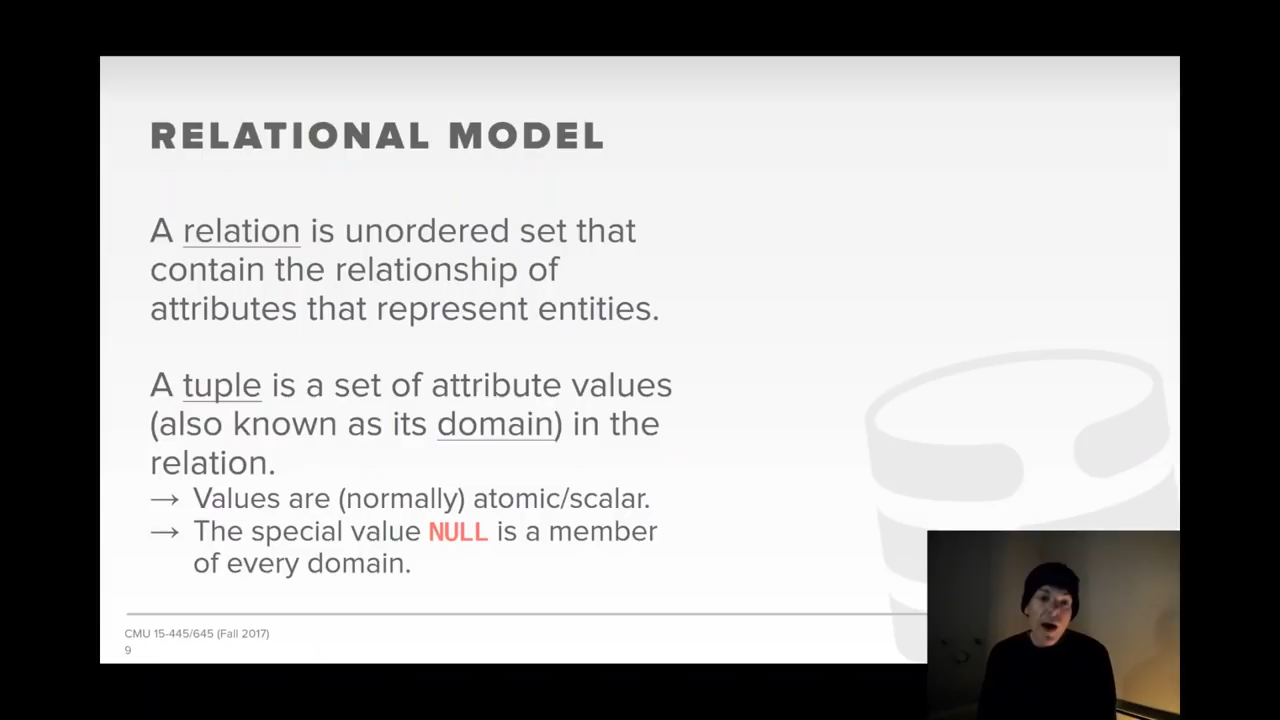 RELATIONAL MODEL
A relation is unordered set that
contain the relationship of
attributes that represent entities.
A tuple is a set of attribute values
(also known as its domain) in the
relation.
→ Values are (normally) atomic/scalar.
→ The special value NULL is a member
of every domain.
CMU 15-445/645 (Fall 2017)
9